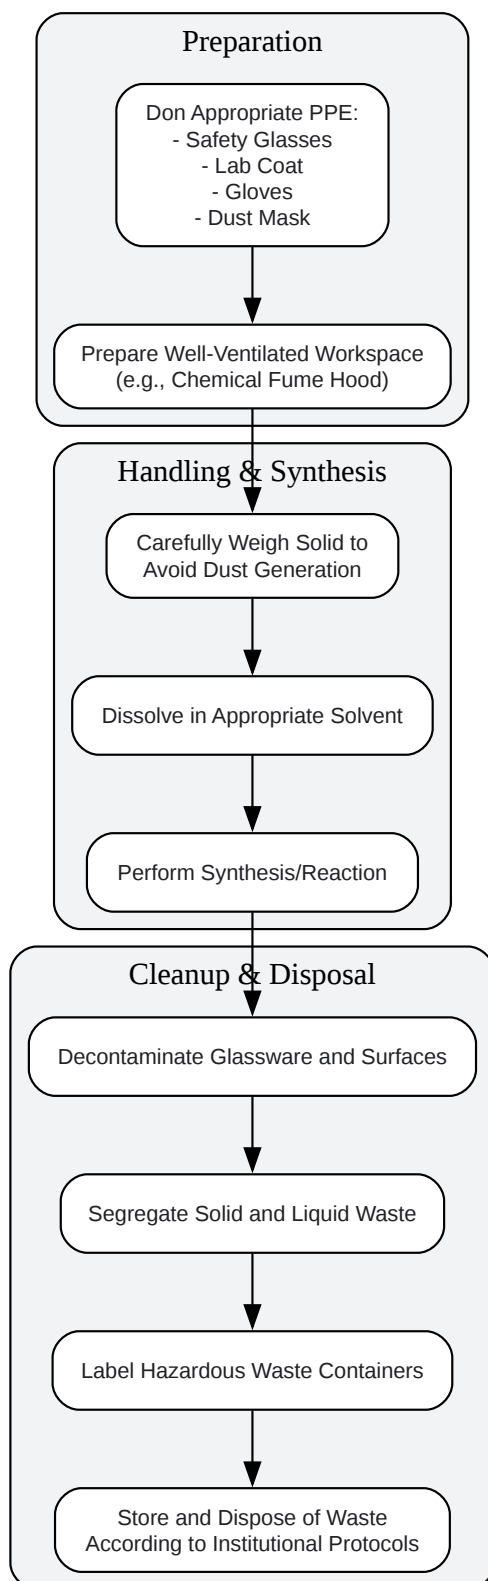 Preparation
Don Appropriate PPE:
- Safety Glasses
- Lab Coat
- Gloves
- Dust Mask
Prepare Well-Ventilated Workspace
(e.g., Chemical Fume Hood)
Handling & Synthesis
Carefully Weigh Solid to
Avoid Dust Generation
Dissolve in Appropriate Solvent
Perform Synthesis/Reaction
Cleanup & Disposal
Decontaminate Glassware and Surfaces
Segregate Solid and Liquid Waste
Label Hazardous Waste Containers
Store and Dispose of Waste
According to Institutional Protocols